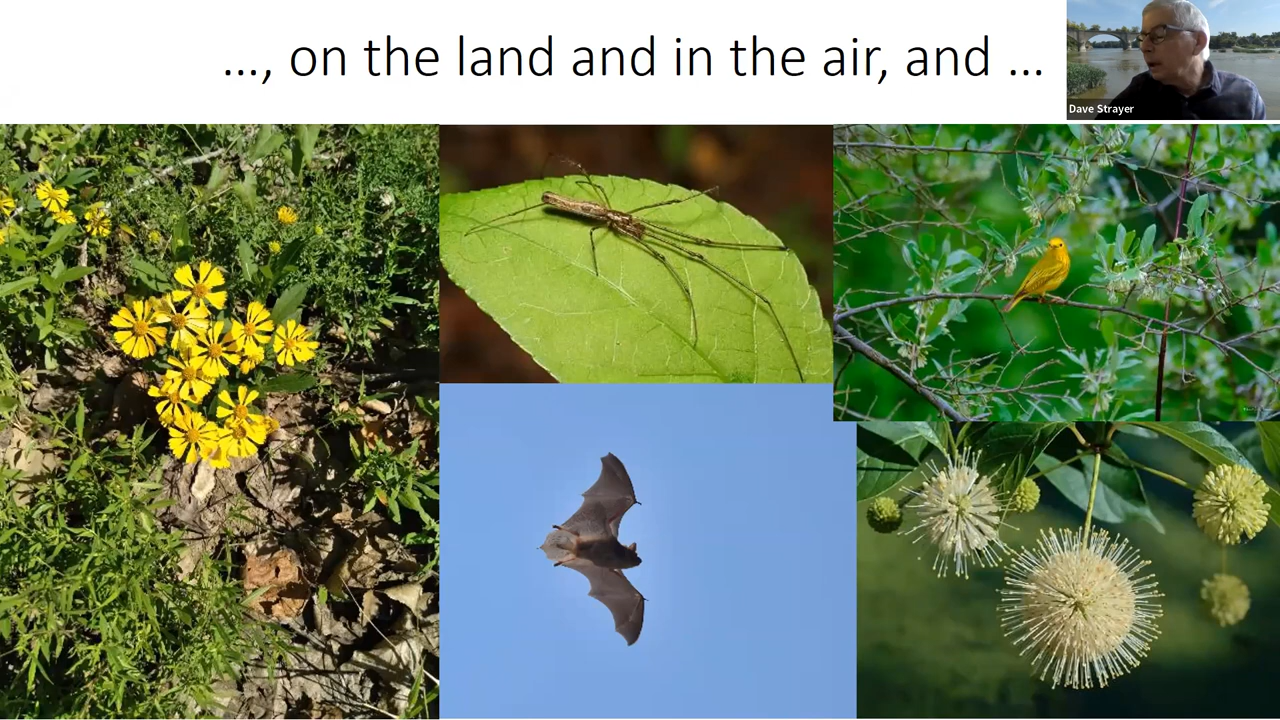 ..., on the land and in the air, and ...
Dave Strayer